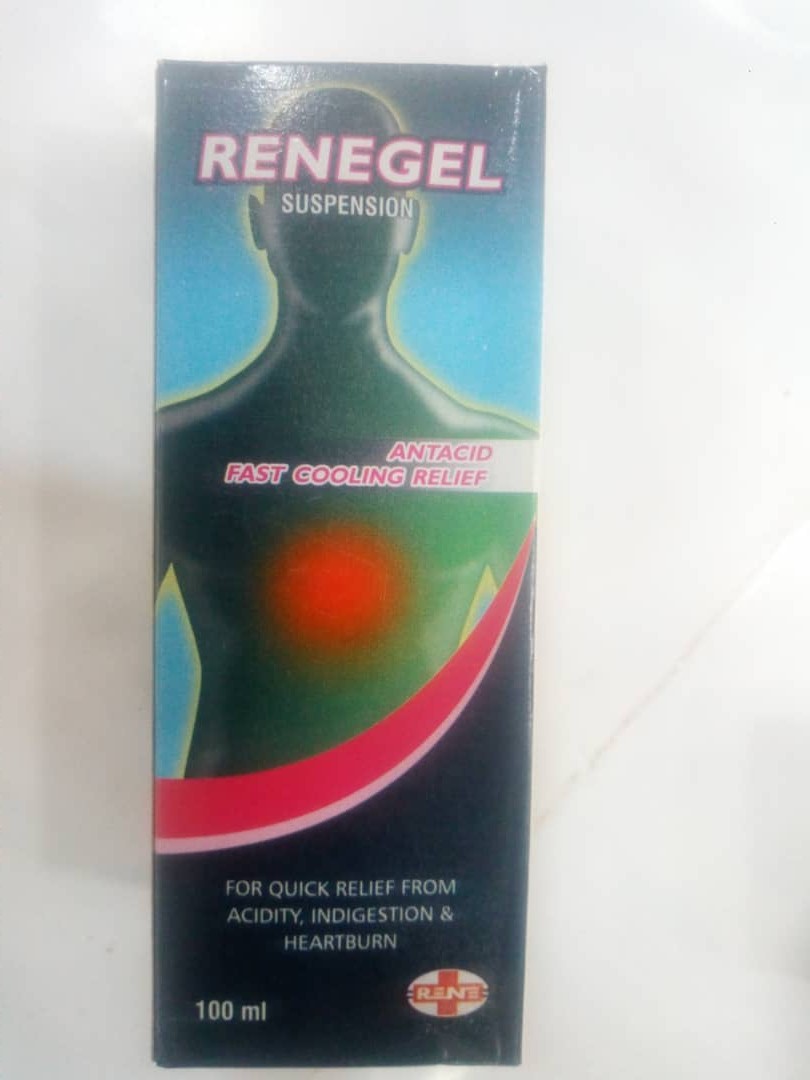 RENEGEL
SUSPENSION
ANTACID
FAST COOLING RELIEF
FOR QUICK RELIEF FROM
ACIDITY, INDIGESTION &
HEARTBURN
RENE
100 ml